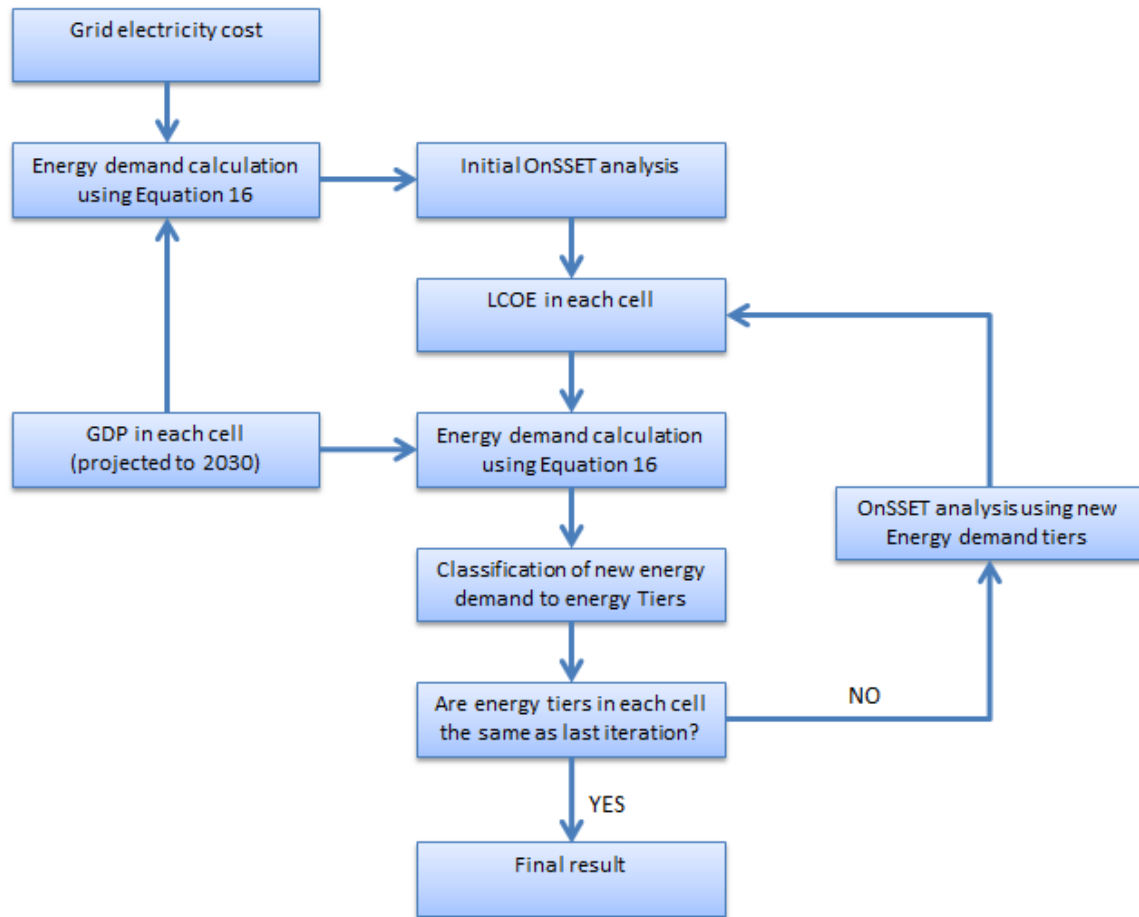 Grid electricity cost
Energy demand calculation
using Equation 16
Initial OnSSET analysis
LCOE in each cell
GDP in each cell
(projected to 2030)
Energy demand calculation
using Equation 16
OnSSET analysis using new
Energy demand tiers
Classification of new energy
demand to energy Tiers
Are energy tiers in each cell
the same as last iteration?
NO
YES
Final result